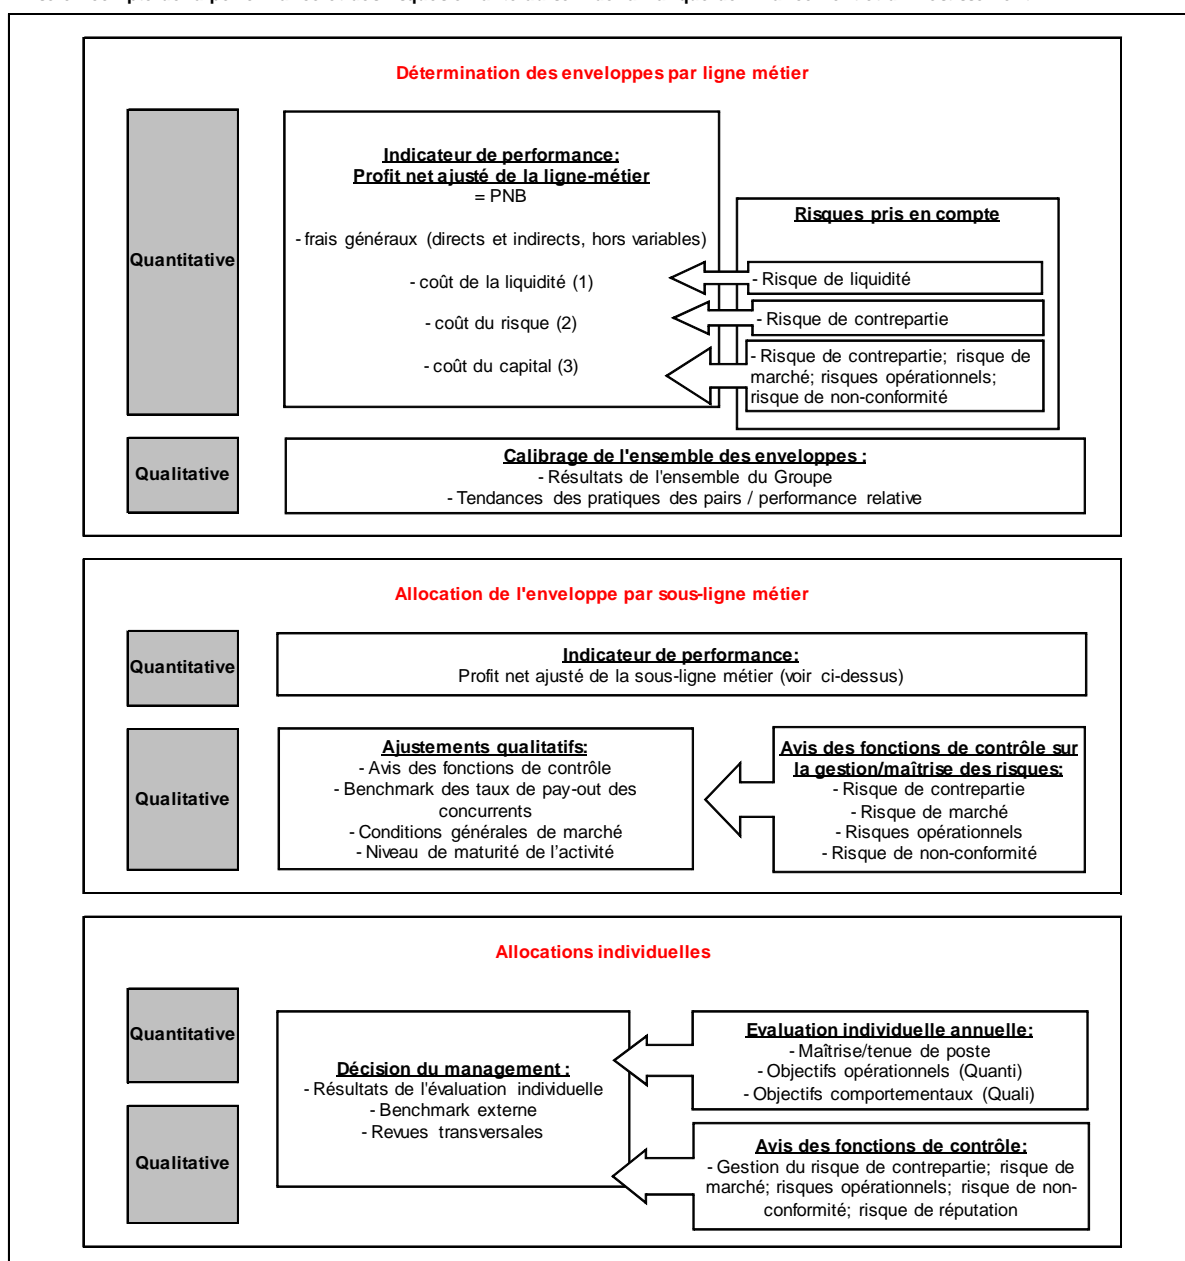 Détermination des enveloppes par ligne métier
Quantitative
Indicateur de performance:
Profit net ajusté de la ligne-métier
= PNB
- frais généraux (directs et indirects, hors variables)
- coût de la liquidité (1)
- coût du risque (2)
- coût du capital (3)
Risques pris en compte
- Risque de liquidité
- Risque de contrepartie
- Risque de contrepartie; risque de
marché; risques opérationnels;
risque de non-conformité
Qualitative
Calibrage de l'ensemble des enveloppes :
- Résultats de l'ensemble du Groupe
- Tendances des pratiques des pairs / performance relative
Allocation de l'enveloppe par sous-ligne métier
Quantitative
Indicateur de performance:
Profit net ajusté de la sous-ligne métier (voir ci-dessus)
Qualitative
Ajustements qualitatifs:
- Avis des fonctions de contrôle
- Benchmark des taux de pay-out des
concurrents
- Conditions générales de marché
- Niveau de maturité de l'activité
Avis des fonctions de contrôle sur
la gestion/maîtrise des risques:
- Risque de contrepartie
- Risque de marché
- Risques opérationnels
- Risque de non-conformité
Allocations individuelles
Quantitative
Qualitative
Décision du management :
- Résultats de l'évaluation individuelle
- Benchmark externe
- Revues transversales
Evaluation individuelle annuelle:
- Maîtrise/tenue de poste
- Objectifs opérationnels (Quanti)
- Objectifs comportementaux (Quali)
Avis des fonctions de contrôle:
- Gestion du risque de contrepartie; risque de
marché; risques opérationnels; risque de non-
conformité; risque de réputation